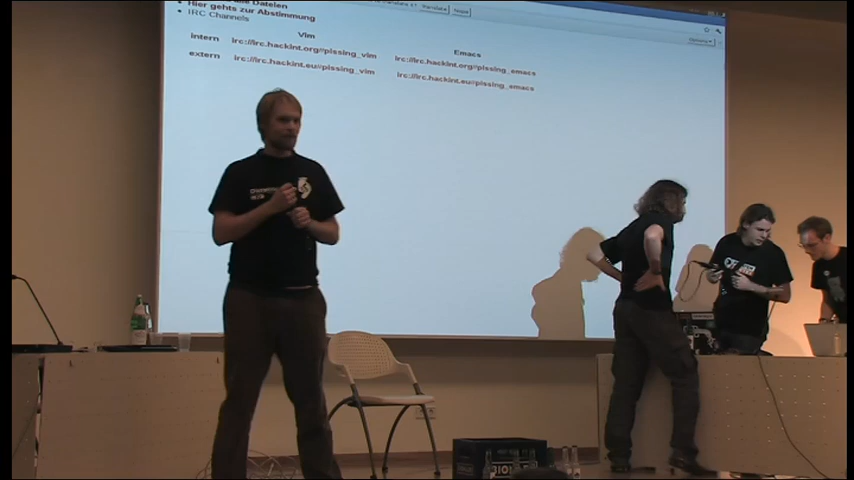 Hier gehts zur Abstimmung
IRC Channels
Vim Emacs
intern irc://irc.hackint.org//pissing_vim irc://irc.hackint.org//pissing_emacs
extern irc://irc.hackint.eu//pissing_vim irc://irc.hackint.eu//pissing_emacs